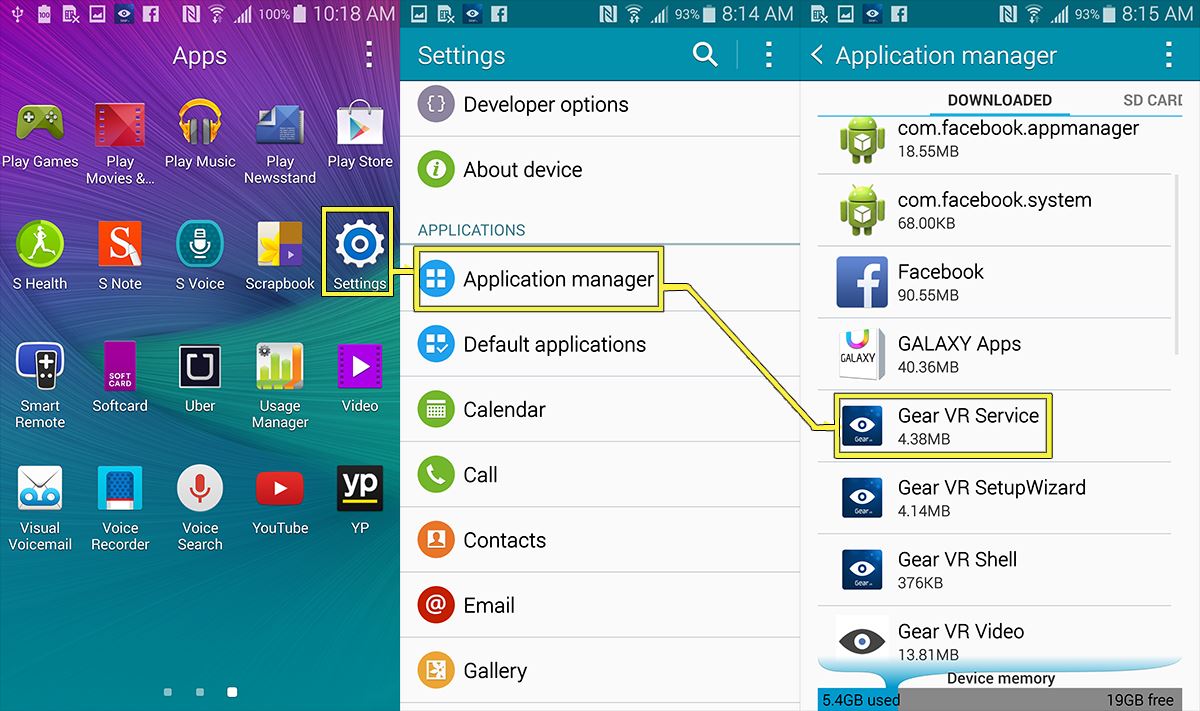 100% 10:18 AM
Apps
Play Games
Play Movies &...
Play Music
Play Newsstand
Play Store
S Health
S Note
S Voice
Scrapbook
Settings
Smart Remote
SOFT CARD
Softcard
Uber
Usage Manager
Video
Visual Voicemail
Voice Recorder
Voice Search
YouTube
yp
YP
93% 8:14 AM
Settings
Developer options
About device
APPLICATIONS
Application manager
Default applications
Calendar
Call
Contacts
Email
Gallery
93% 8:15 AM
Application manager
DOWNLOADED SD CARD
com.facebook.appmanager
18.55MB
com.facebook.system
68.00KB
Facebook
90.55MB
GALAXY
GALAXY Apps
40.36MB
Gear
Gear VR Service
4.38MB
Gear
Gear VR SetupWizard
4.14MB
Gear
Gear VR Shell
376KB
Gear VR Video
13.81MB
Device memory
5.4GB used 19GB free